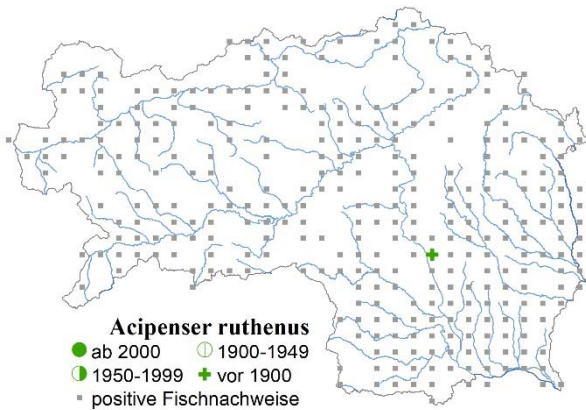 Acipenser ruthenus
ab 2000 1900-1949
1950-1999 vor 1900
positive Fischnachweise